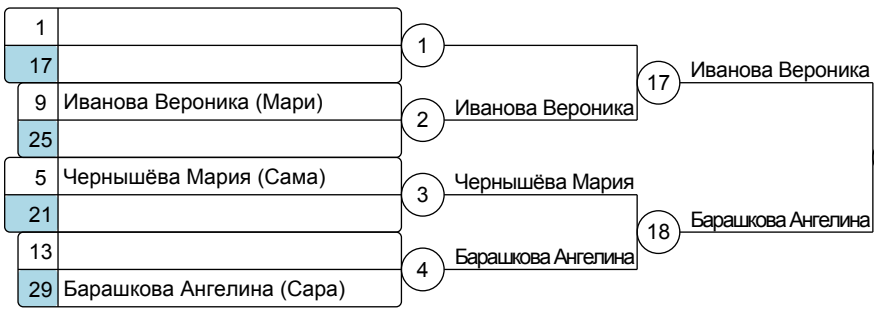 1
17
1
9 Иванова Вероника (Мари)
25
2
Иванова Вероника
17
Иванова Вероника
5 Чернышёва Мария (Сама)
21
3
Чернышёва Мария
13
29 Барашкова Ангелина (Сара)
4
Барашкова Ангелина
18
Барашкова Ангелина